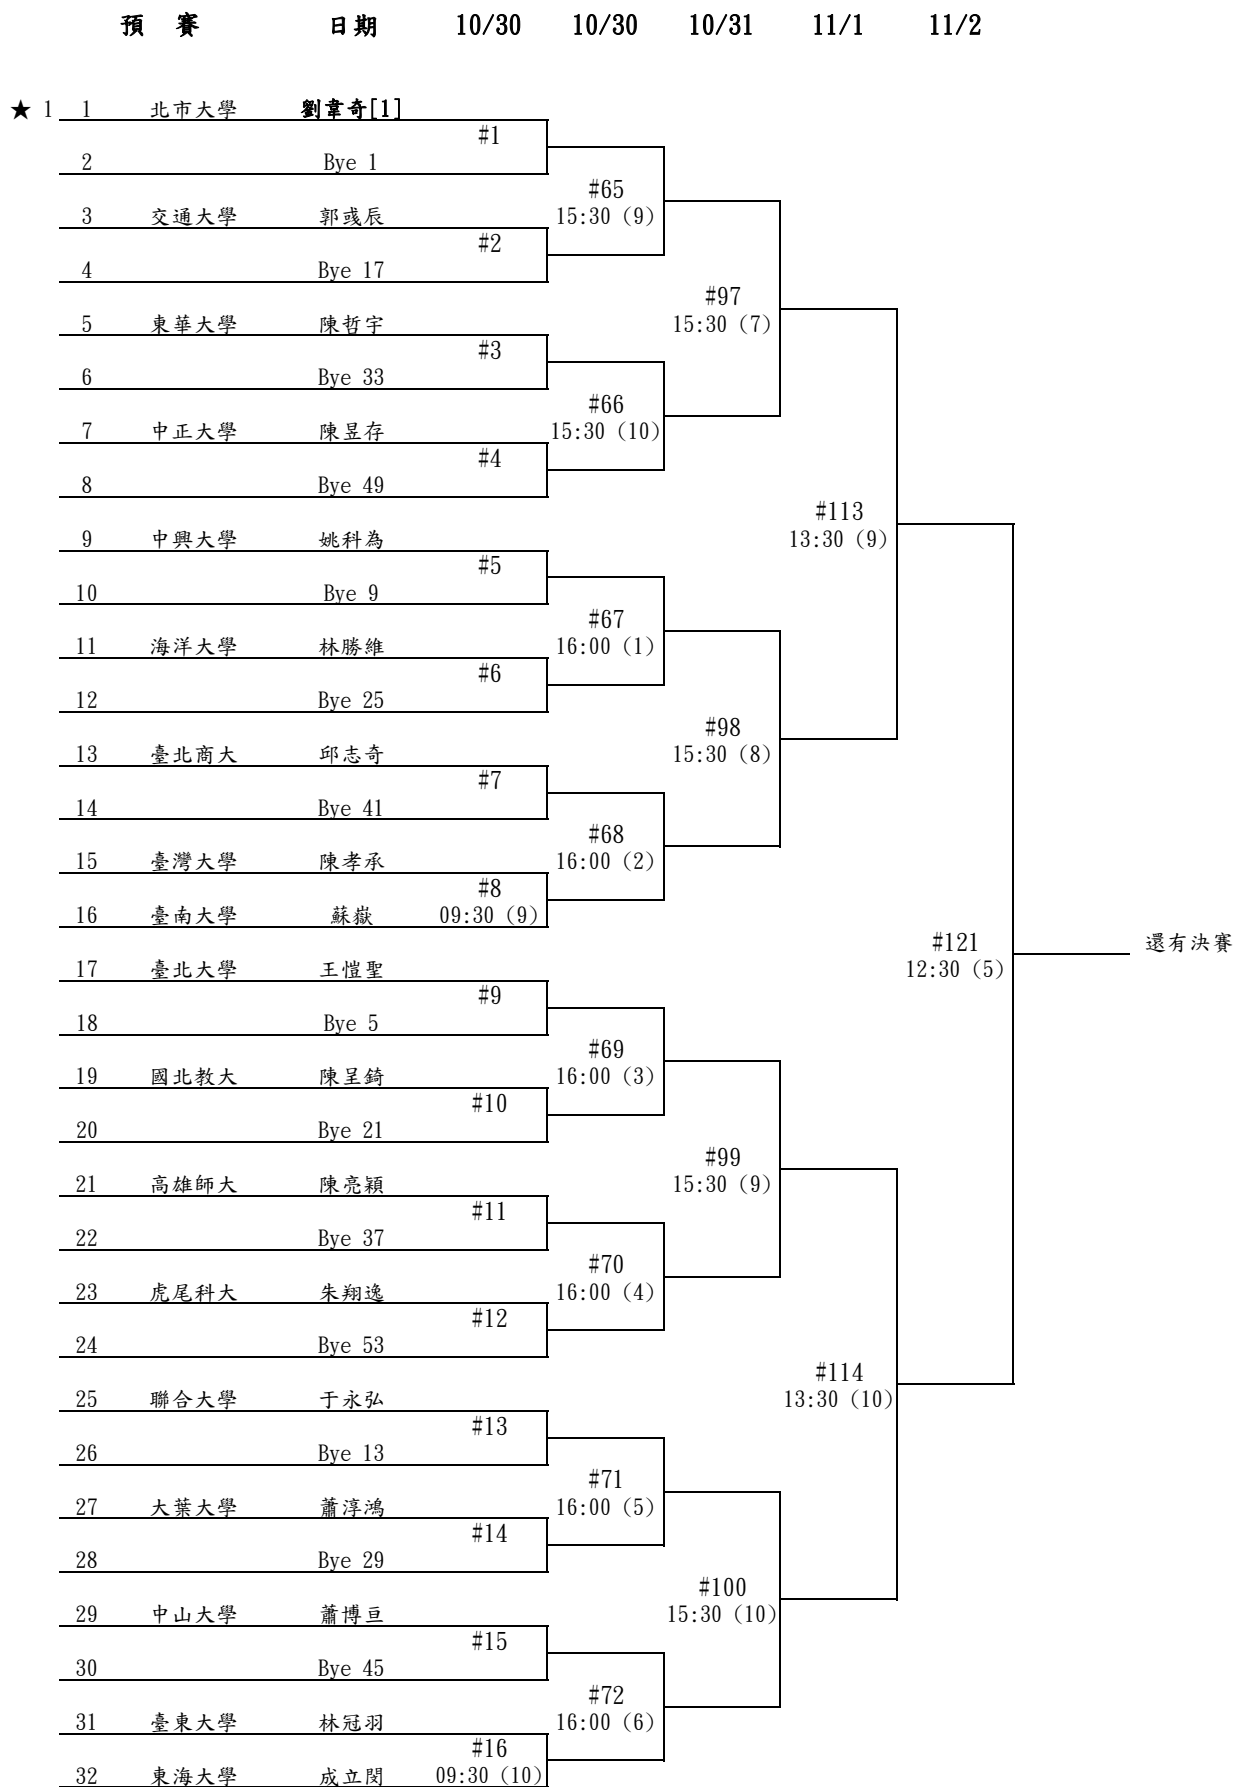 預 賽 日期 10/30 10/30 10/31 11/1 11/2
★ 1 1 北市大學 劉韋奇[1]
#1
2 Bye 1
#65
3 交通大學 郭彧辰 15:30 (9)
#2
4 Bye 17
#97
5 東華大學 陳哲宇 15:30 (7)
#3
6 Bye 33
#66
7 中正大學 陳昱存 15:30 (10)
#4
8 Bye 49
#113
9 中興大學 姚科為 13:30 (9)
#5
10 Bye 9
#67
11 海洋大學 林勝維 16:00 (1)
#6
12 Bye 25
#98
13 臺北商大 邱志奇 15:30 (8)
#7
14 Bye 41
#68
15 臺灣大學 陳孝承 16:00 (2)
#8
16 臺南大學 蘇嶽 09:30 (9)
#121 還有決賽
17 臺北大學 王愷聖 12:30 (5)
#9
18 Bye 5
#69
19 國北教大 陳呈錡 16:00 (3)
#10
20 Bye 21
#99
21 高雄師大 陳亮穎 15:30 (9)
#11
22 Bye 37
#70
23 虎尾科大 朱翔逸 16:00 (4)
#12
24 Bye 53
#114
25 聯合大學 于永弘 13:30 (10)
#13
26 Bye 13
#71
27 大葉大學 蕭淳鴻 16:00 (5)
#14
28 Bye 29
#100
29 中山大學 蕭博亘 15:30 (10)
#15
30 Bye 45
#72
31 臺東大學 林冠羽 16:00 (6)
#16
32 東海大學 成立閔 09:30 (10)